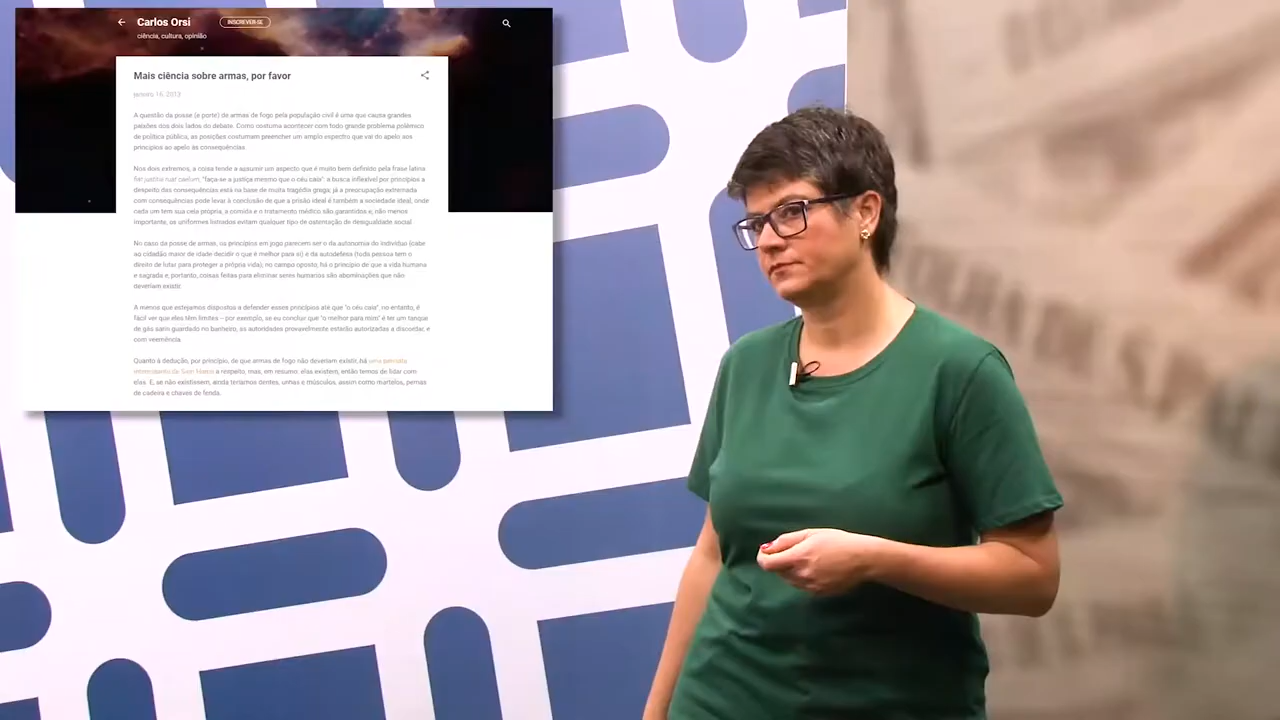 Carlos Orsi
INSCREVER-SE
ciência, cultura, opinião
Mais ciência sobre armas, por favor
janeiro 16, 2013
A questão da posse (e porte) de armas de fogo pela população civil é uma que causa grandes
paixões dos dois lados do debate. Como costuma acontecer com todo grande problema polêmico
de política pública, as posições costumam preencher um amplo espectro que vai do apelo aos
princípios ao apelo às consequências.
Nos dois extremos, a coisa tende a assumir um aspecto que é muito bem definido pela frase latina
fiat justitia ruat caelum, "faça-se a justiça mesmo que o céu caia": a busca inflexível por princípios a
despeito das consequências está na base de muita tragédia grega; já a preocupação extremada
com consequências pode levar à conclusão de que a prisão ideal é também a sociedade ideal, onde
cada um tem sua cela própria, a comida e o tratamento médico são garantidos e, não menos
importante, os uniformes listrados evitam qualquer tipo de ostentação de desigualdade social.
No caso da posse de armas, os princípios em jogo parecem ser o da autonomia do indivíduo (cabe
ao cidadão maior de idade decidir o que é melhor para si) e da autodefesa (toda pessoa tem o
direito de lutar para proteger a própria vida); no campo oposto, há o princípio de que a vida humana
é sagrada e, portanto, coisas feitas para eliminar seres humanos são abominações que não
deveriam existir.
A menos que estejamos dispostos a defender esses princípios até que "o céu caia", no entanto, é
fácil ver que eles têm limites -- por exemplo, se eu concluir que "o melhor para mim" é ter um tanque
de gás sarin guardado no banheiro, as autoridades provavelmente estarão autorizadas a discordar, e
com veemência.
Quanto à dedução, por princípio, de que armas de fogo não deveriam existir, há uma
interessante de Sam Harris a respeito, mas, em resumo: elas existem, então temos de lidar com
elas. E, se não existissem, ainda teríamos dentes, unhas e músculos, assim como martelos, pernas
de cadeira e chaves de fenda.